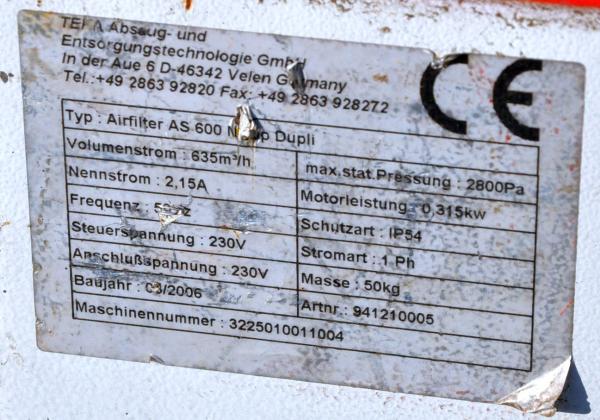 Absaug- und
Entsorgungstechnologie GmbH
In der Aue 6 D-46342 Velen Germany
Tel.:+49 2863 92820 Fax: +49 2863 928272
CE
Typ : Airfilter AS 600 Dupli
Volumenstrom : 635m³/h
max.stat.Pressung : 2800Pa
Nennstrom : 2,15A
Motorleistung : 0,315kw
Frequenz :
Schutzart : IP54
Steuerspannung : 230V
Stromart : 1 Ph
Anschlußspannung : 230V
Masse : 50kg
Baujahr : 03/2006
Artnr.: 941210005
Maschinennummer : 3225010011004